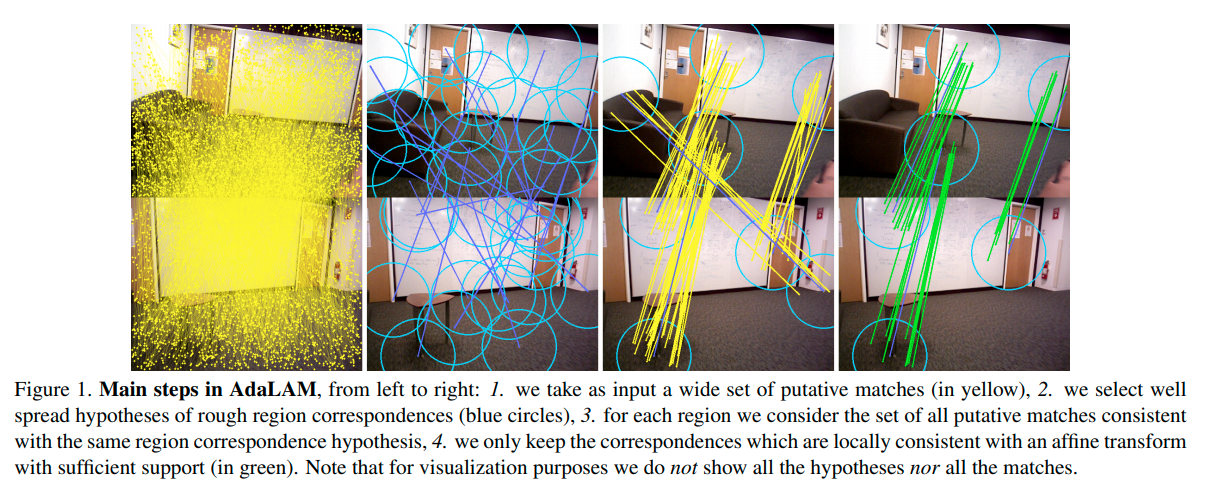 Figure 1. Main steps in AdaLAM, from left to right: 1. we take as input a wide set of putative matches (in yellow), 2. we select well
spread hypotheses of rough region correspondences (blue circles), 3. for each region we consider the set of all putative matches consistent
with the same region correspondence hypothesis, 4. we only keep the correspondences which are locally consistent with an affine transform
with sufficient support (in green). Note that for visualization purposes we do not show all the hypotheses nor all the matches.